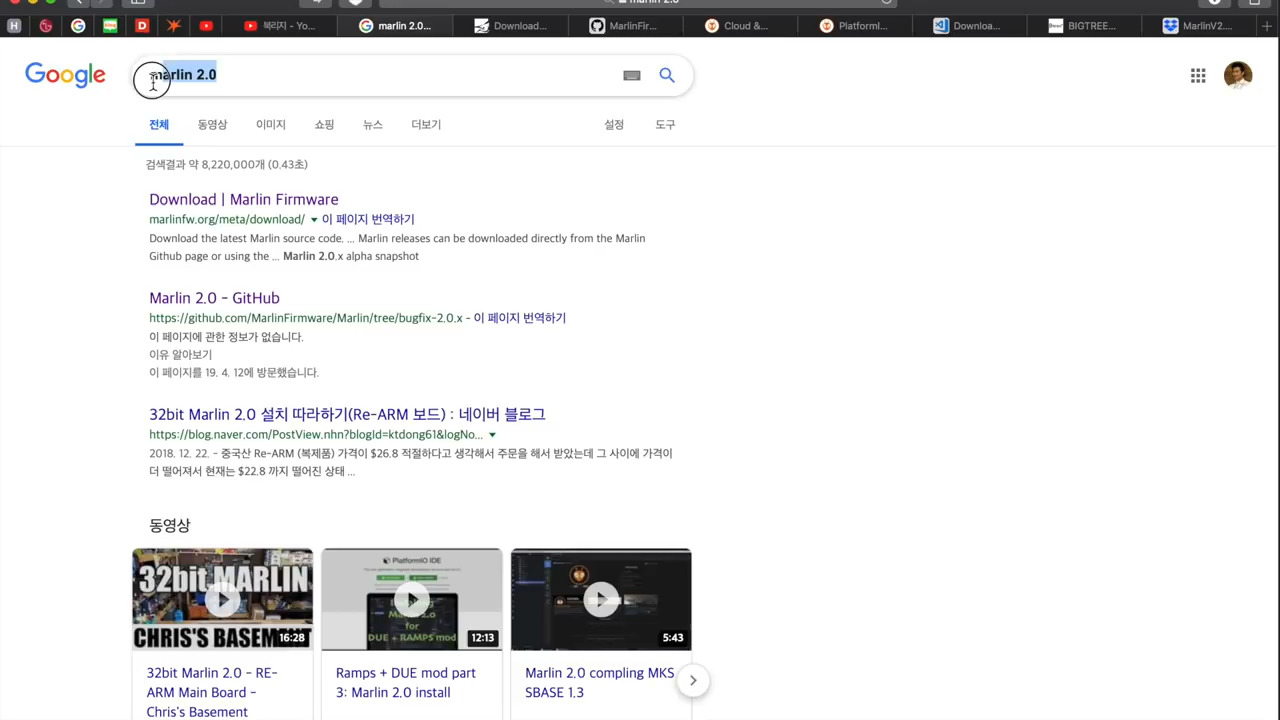 marlin 2.0
H
D
복리지 - Yo...
marlin 2.0...
Download...
MarlinFir...
Cloud &...
PlatformI...
Downloa...
BIGTREE...
MarlinV2....
Google
marlin 2.0
전체
동영상
이미지
쇼핑
뉴스
더보기
설정
도구
검색결과 약 8,220,000개 (0.43초)
Download | Marlin Firmware
marlinfw.org/meta/download/ ▼ 이 페이지 번역하기
Download the latest Marlin source code. ... Marlin releases can be downloaded directly from the Marlin
Github page or using the ... Marlin 2.0.x alpha snapshot
Marlin 2.0 - GitHub
https://github.com/MarlinFirmware/Marlin/tree/bugfix-2.0.x - 이 페이지 번역하기
이 페이지에 관한 정보가 없습니다.
이유 알아보기
이 페이지를 19. 4. 12에 방문했습니다.
32bit Marlin 2.0 설치 따라하기(Re-ARM 보드) : 네이버 블로그
https://blog.naver.com/PostView.nhn?blogId=ktdong61&logNo... ▼
2018. 12. 22. - 중국산 Re-ARM (복제품) 가격이 $26.8 적절하다고 생각해서 주문을 해서 받았는데 그 사이에 가격이
더 떨어져서 현재는 $22.8 까지 떨어진 상태 ...
동영상
32bit MARLIN
CHRIS'S BASEMENT
16:28
PlatformIO IDE
Marlin 2.0
for
DUE + RAMPS mod
12:13
5:43
32bit Marlin 2.0 - RE-
ARM Main Board -
Chris's Basement
Ramps + DUE mod part
3: Marlin 2.0 install
Marlin 2.0 compling MKS
SBASE 1.3